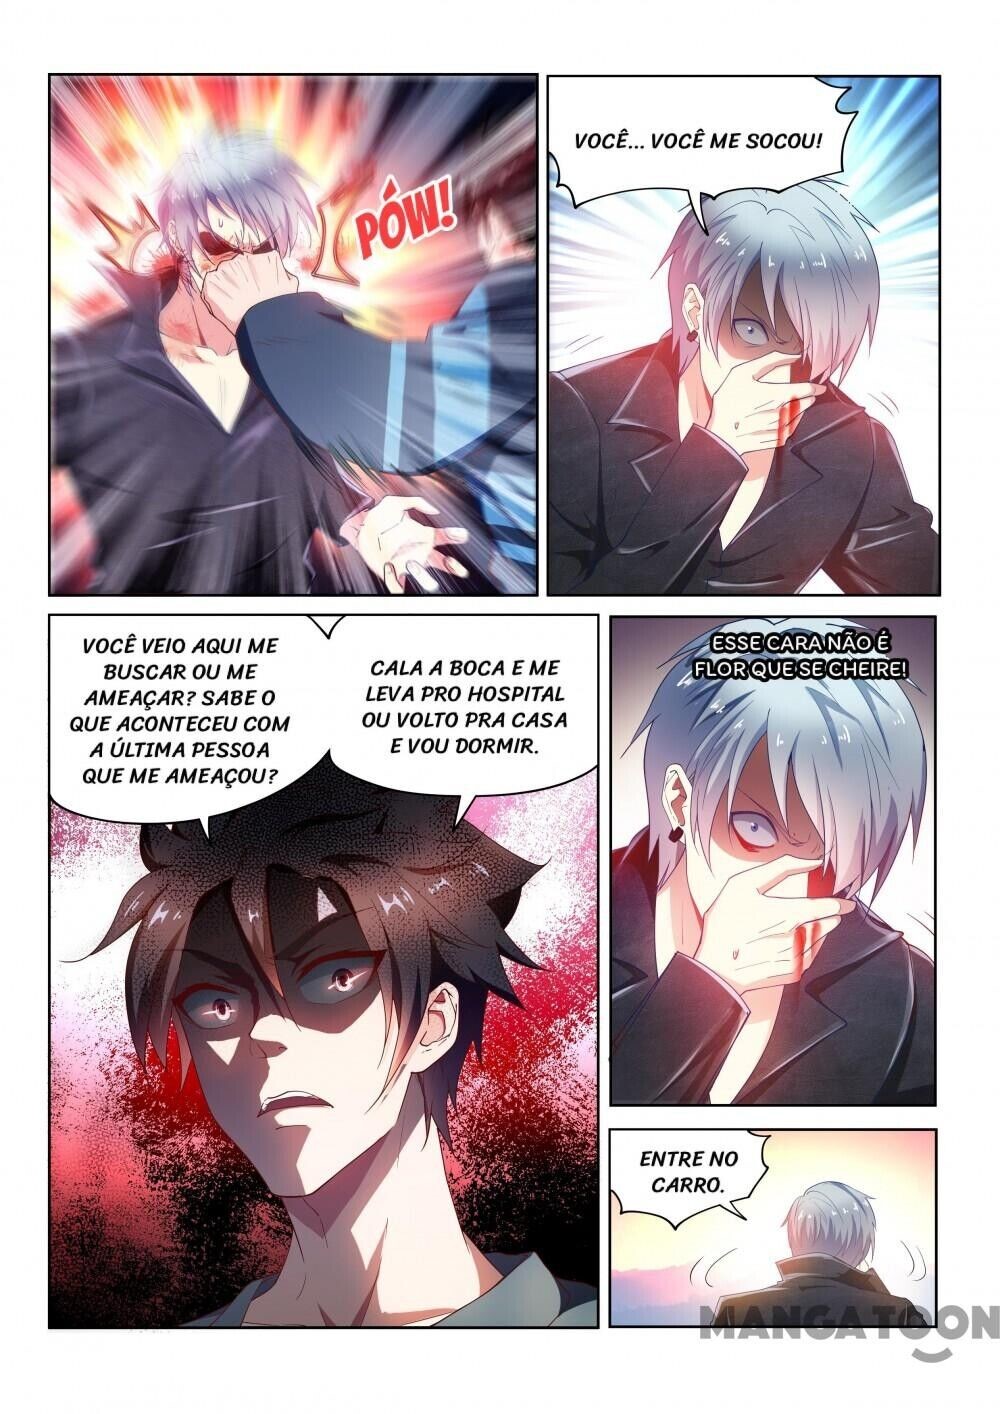 PÓW!
VOCÊ... VOCÊ ME SOCOU!
VOCÊ VEIO AQUI ME
BUSCAR OU ME
AMEAÇAR? SABE O
QUE ACONTECEU COM
A ÚLTIMA PESSOA
QUE ME AMEAÇOU?
CALA A BOCA E ME
LEVA PRO HOSPITAL
OU VOLTO PRA CASA
E VOU DORMIR.
ESSE CARA NÃO É
FLOR QUE SE CHEIRE!
ENTRE NO
CARRO.
MANGATOON